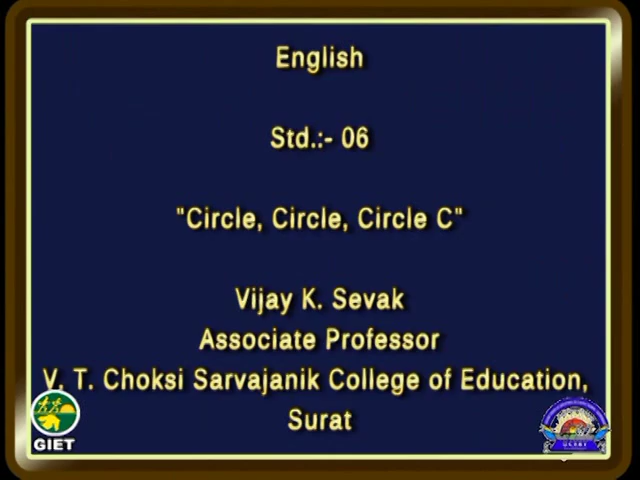 English
Std.:- 06
"Circle, Circle, Circle C"
Vijay K. Sevak
Associate Professor
V. T. Choksi Sarvajanik College of Education,
Surat
GIET